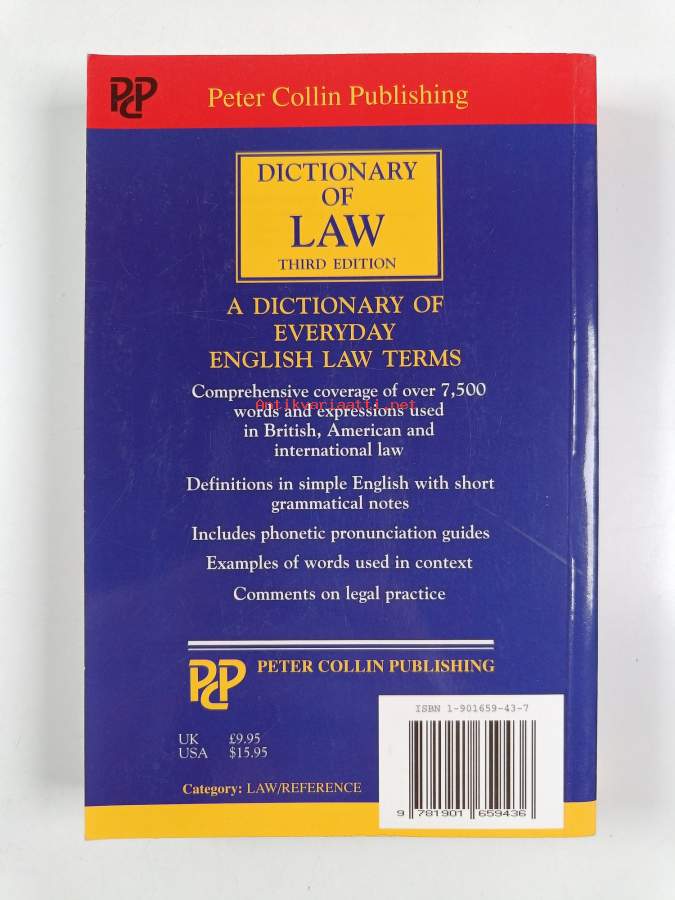 PCP Peter Collin Publishing
DICTIONARY
OF
LAW
THIRD EDITION
A DICTIONARY OF
EVERYDAY
ENGLISH LAW TERMS
Comprehensive coverage of over 7,500
Antikvariaatti.net
words and expressions used
in British, American and
international law
Definitions in simple English with short
grammatical notes
Includes phonetic pronunciation guides
Examples of words used in context
Comments on legal practice
PCP PETER COLLIN PUBLISHING
ISBN 1-901659-43-7
UK £9.95
USA $15.95
Category: LAW/REFERENCE
9 781901 659436